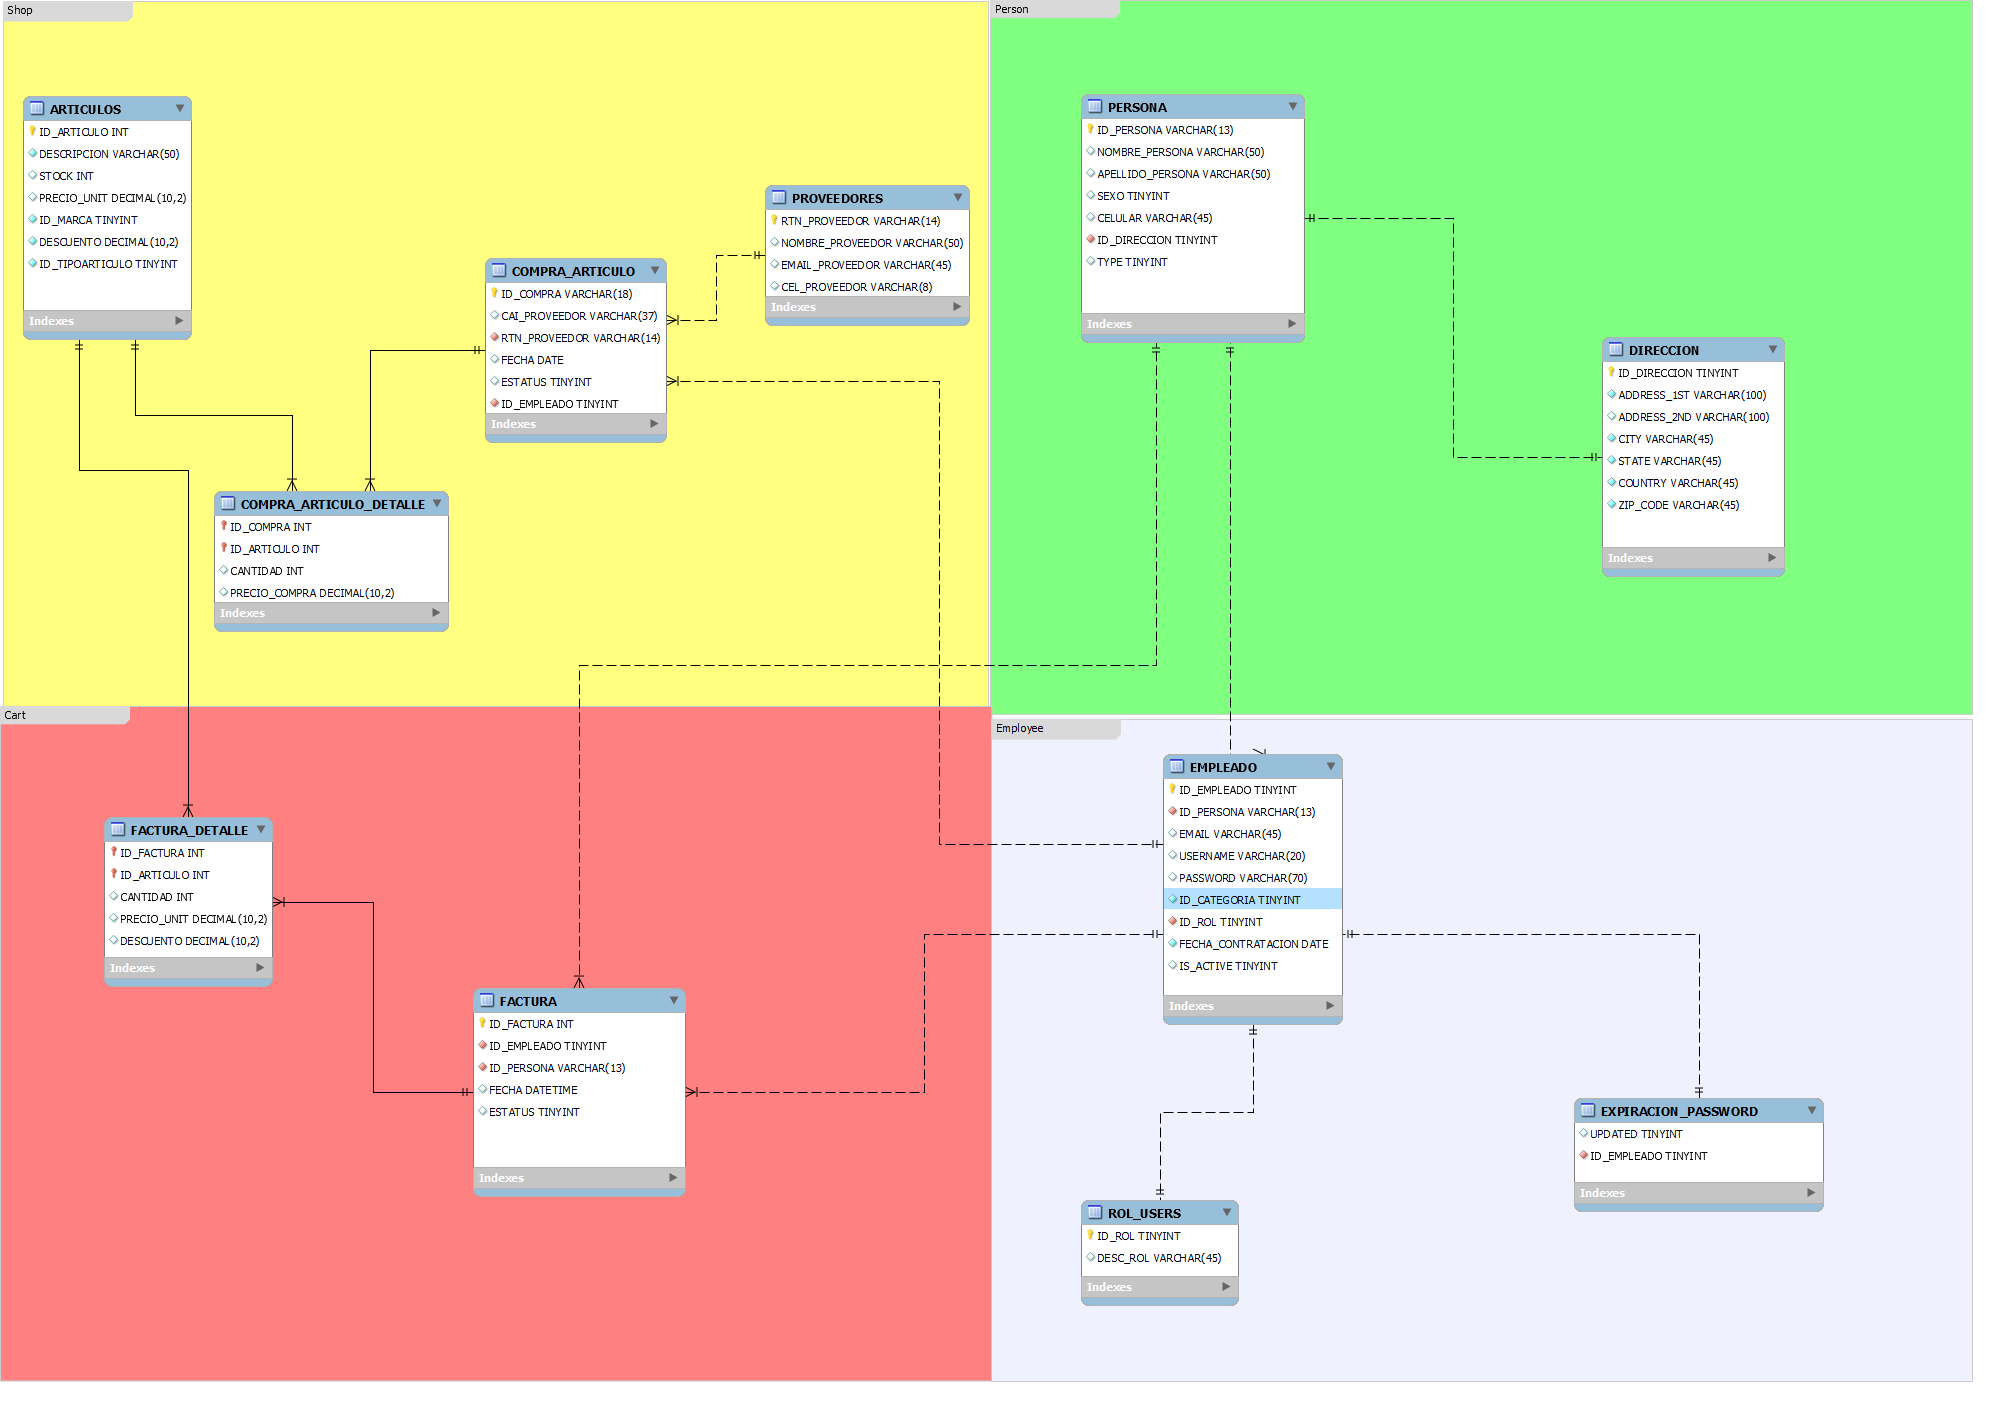 Shop
ARTICULOS
ID_ARTICULO INT
DESCRIPCION VARCHAR(50)
STOCK INT
PRECIO_UNIT DECIMAL(10,2)
ID_MARCA TINYINT
DESCUENTO DECIMAL(10,2)
ID_TIPOARTICULO TINYINT
Indexes
PROVEEDORES
RTN_PROVEEDOR VARCHAR(14)
NOMBRE_PROVEEDOR VARCHAR(50)
EMAIL_PROVEEDOR VARCHAR(45)
CEL_PROVEEDOR VARCHAR(8)
Indexes
COMPRA_ARTICULO
ID_COMPRA VARCHAR(18)
CAI_PROVEEDOR VARCHAR(37)
RTN_PROVEEDOR VARCHAR(14)
FECHA DATE
ESTATUS TINYINT
ID_EMPLEADO TINYINT
Indexes
COMPRA_ARTICULO_DETALLE
ID_COMPRA INT
ID_ARTICULO INT
CANTIDAD INT
PRECIO_COMPRA DECIMAL(10,2)
Indexes
Person
PERSONA
ID_PERSONA VARCHAR(13)
NOMBRE_PERSONA VARCHAR(50)
APELLIDO_PERSONA VARCHAR(50)
SEXO TINYINT
CELULAR VARCHAR(45)
ID_DIRECCION TINYINT
TYPE TINYINT
Indexes
DIRECCION
ID_DIRECCION TINYINT
ADDRESS_1ST VARCHAR(100)
ADDRESS_2ND VARCHAR(100)
CITY VARCHAR(45)
STATE VARCHAR(45)
COUNTRY VARCHAR(45)
ZIP_CODE VARCHAR(45)
Indexes
Cart
FACTURA_DETALLE
ID_FACTURA INT
ID_ARTICULO INT
CANTIDAD INT
PRECIO_UNIT DECIMAL(10,2)
DESCUENTO DECIMAL(10,2)
Indexes
FACTURA
ID_FACTURA INT
ID_EMPLEADO TINYINT
ID_PERSONA VARCHAR(13)
FECHA DATETIME
ESTATUS TINYINT
Indexes
Employee
EMPLEADO
ID_EMPLEADO TINYINT
ID_PERSONA VARCHAR(13)
EMAIL VARCHAR(45)
USERNAME VARCHAR(20)
PASSWORD VARCHAR(70)
ID_CATEGORIA TINYINT
ID_ROL TINYINT
FECHA_CONTRATACION DATE
IS_ACTIVE TINYINT
Indexes
EXPIRACION_PASSWORD
UPDATED TINYINT
ID_EMPLEADO TINYINT
Indexes
ROL_USERS
ID_ROL TINYINT
DESC_ROL VARCHAR(45)
Indexes